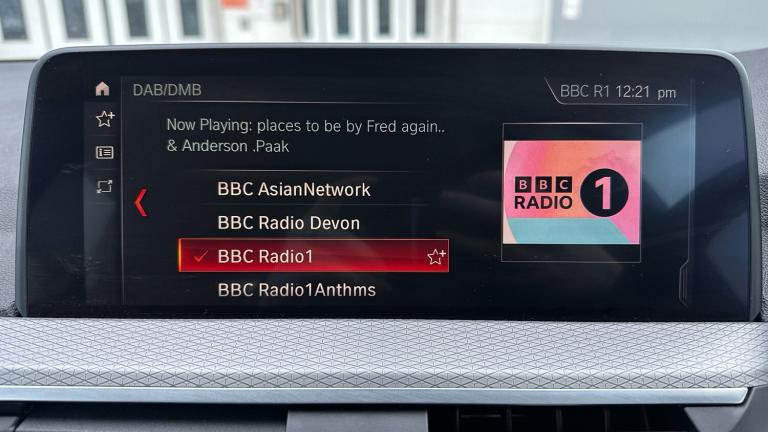 DAB/DMB
BBC R1 12:21 pm
Now Playing: places to be by Fred again..
& Anderson .Paak
BBC AsianNetwork
BBC Radio Devon
BBC Radio1
BBC Radio1Anthms
BBC
RADIO 1